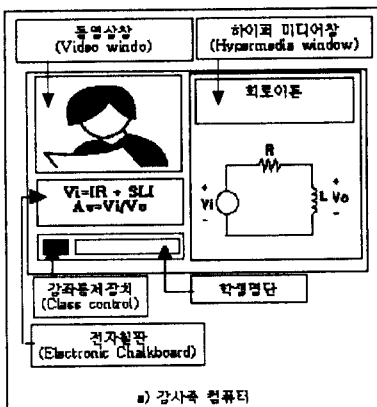 동영상창
(Video windo)
하이퍼 미디어창
(Hypermedia window)
회로이론
Vi=IR + SLI
Av=Vi/Vo
R
+
Vi
-
L
+
Vo
-
강좌통제장치
(Class control)
학생명단
전자칠판
(Electronic Chalkboard)
a) 강사측 컴퓨터